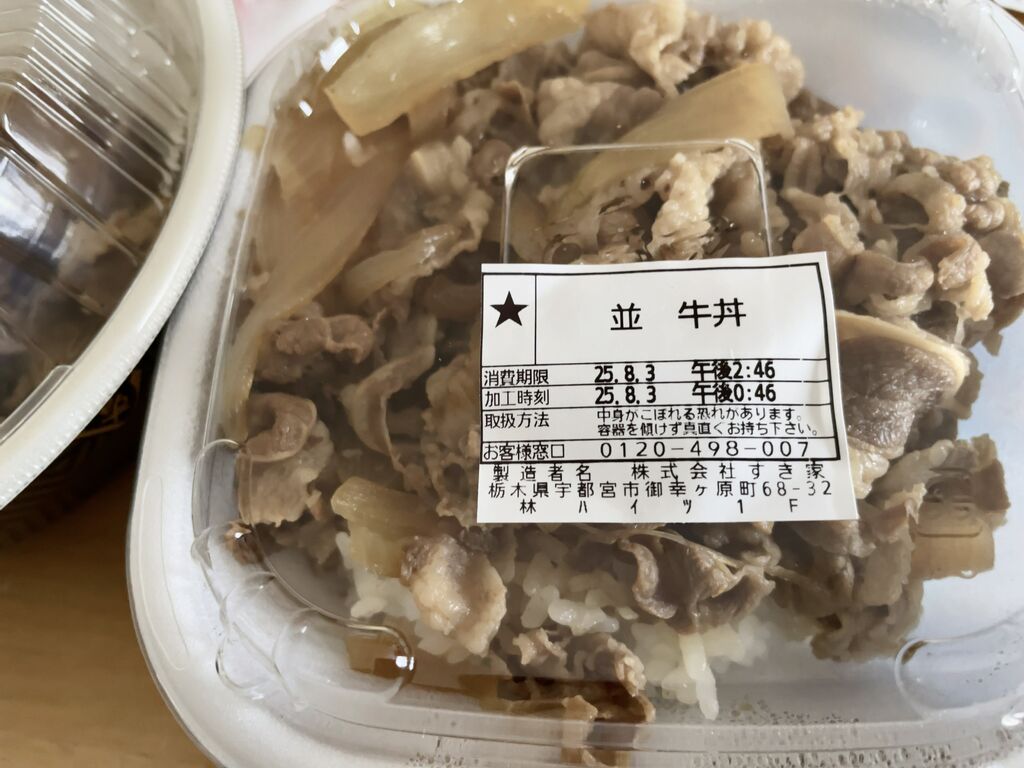 ★ 並 牛丼
消費期限 25.8.3 午後2:46
加工時刻 25.8.3 午後0:46
取扱方法 中身がこぼれる恐れがあります。
容器を傾けず真直ぐお持ち下さい。
お客様窓口 0120-498-007
製造者名 株式会社すき家
栃木県宇都宮市御幸ヶ原町68-32
林ハイツ1F